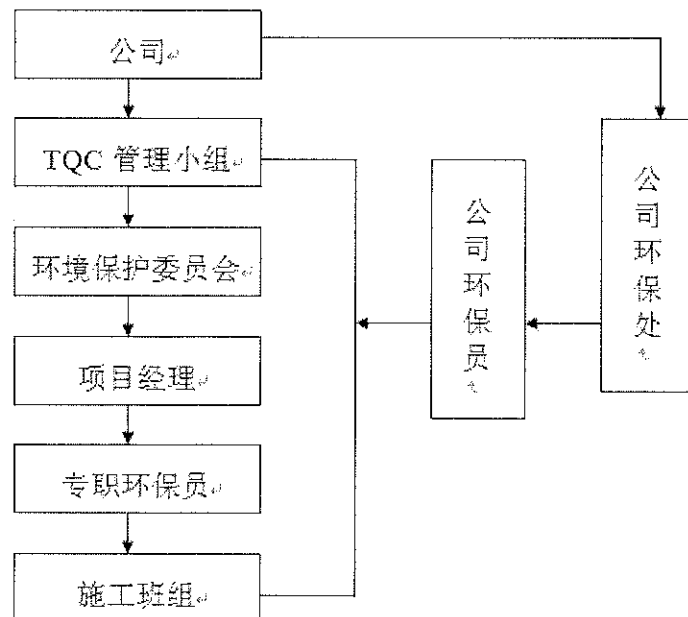 公司
TQC 管理小组
环境保护委员会
项目经理
专职环保员
施工班组
公司环保员
公司环保处